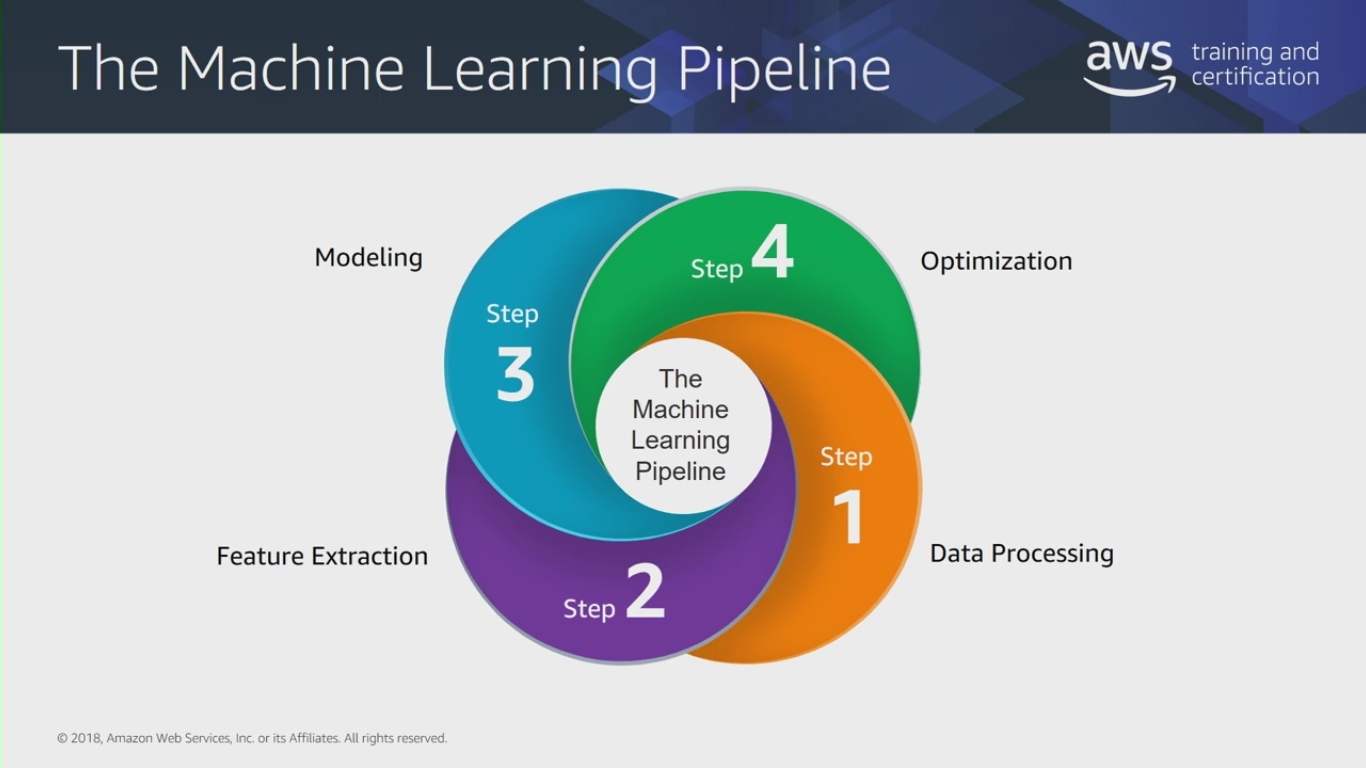 The Machine Learning Pipeline
aws training and
certification
Modeling
Step 4
Optimization
Step
3
The
Machine
Learning
Pipeline
Step
1
Feature Extraction
Data Processing
Step 2
© 2018, Amazon Web Services, Inc. or its Affiliates. All rights reserved.